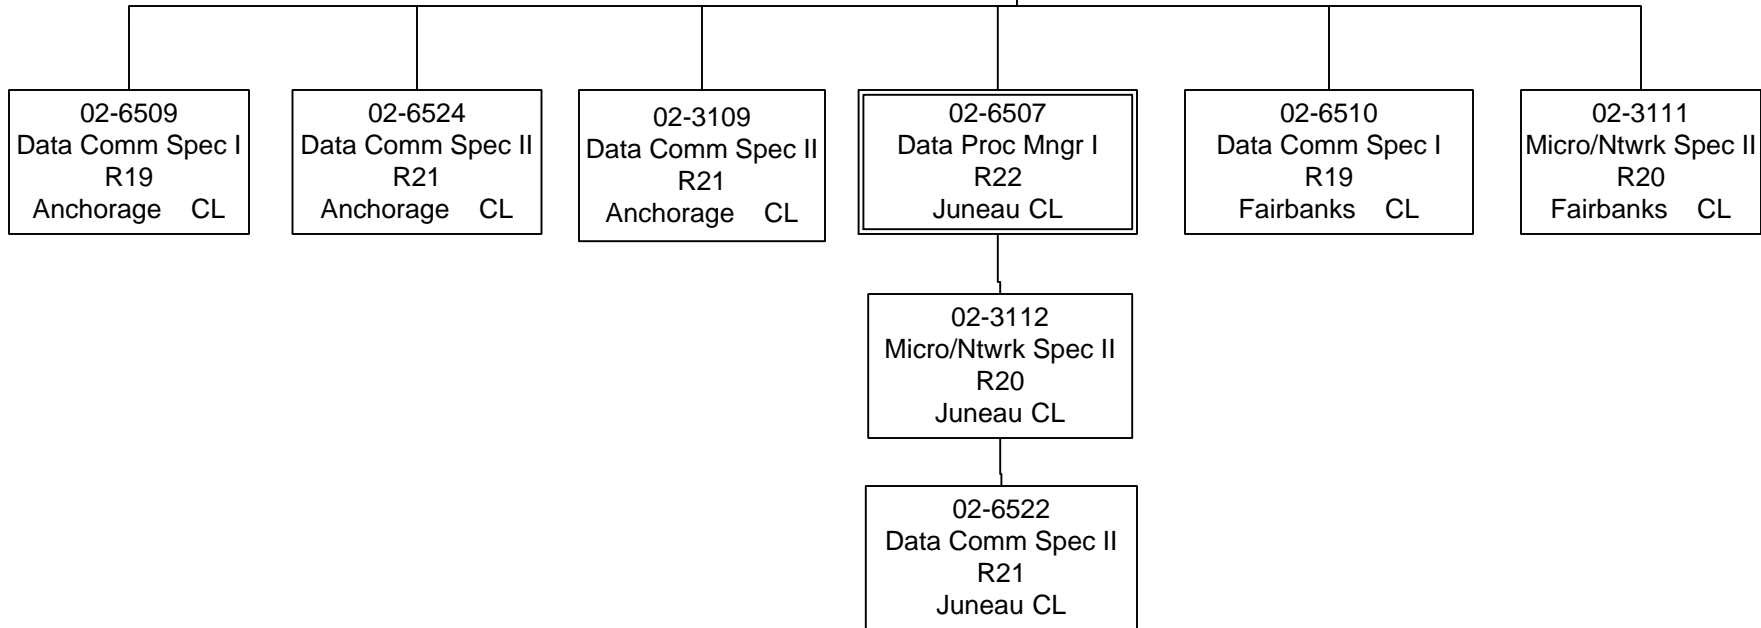 02-6509
Data Comm Spec I
R19
Anchorage CL
02-6524
Data Comm Spec II
R21
Anchorage CL
02-3109
Data Comm Spec II
R21
Anchorage CL
02-6507
Data Proc Mngr I
R22
Juneau CL
02-6510
Data Comm Spec I
R19
Fairbanks CL
02-3111
Micro/Ntwrk Spec II
R20
Fairbanks CL
02-3112
Micro/Ntwrk Spec II
R20
Juneau CL
02-6522
Data Comm Spec II
R21
Juneau CL